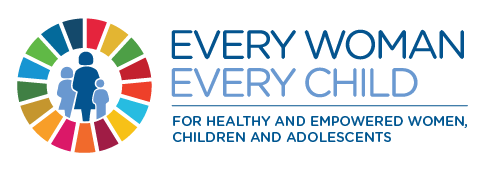 EVERY WOMAN
EVERY CHILD
FOR HEALTHY AND EMPOWERED WOMEN,
CHILDREN AND ADOLESCENTS